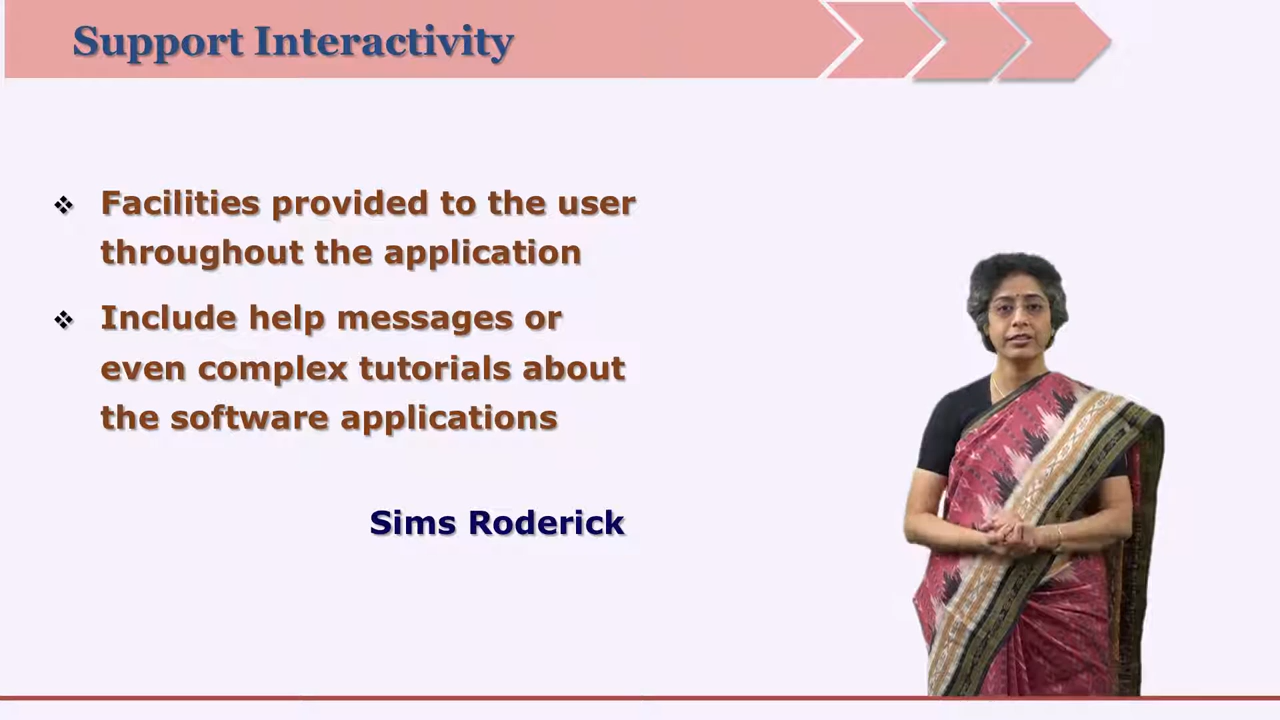 Support Interactivity
Facilities provided to the user
throughout the application
Include help messages or
even complex tutorials about
the software applications
Sims Roderick